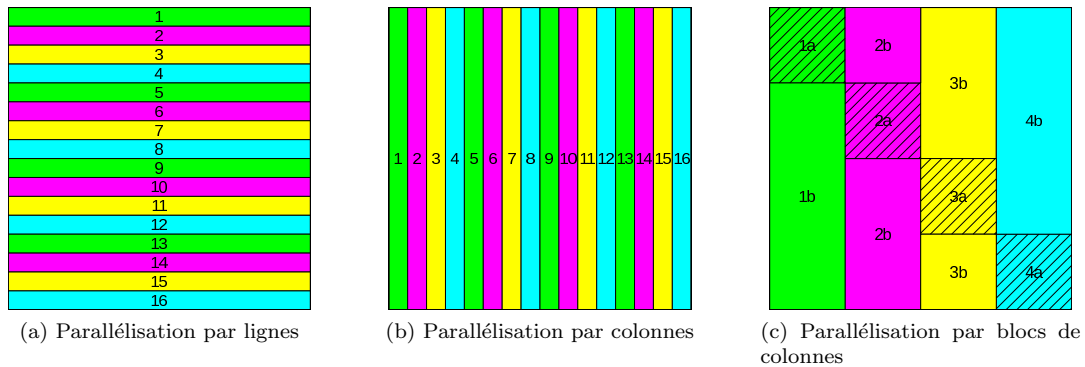 1
2
3
4
5
6
7
8
9
10
11
12
13
14
15
16
(a) Parallélisation par lignes
1 2 3 4 5 6 7 8 9 10 11 12 13 14 15 16
(b) Parallélisation par colonnes
1a 2b
3b
2a 4b
1b 3a
2b
3b 4a
(c) Parallélisation par blocs de
colonnes